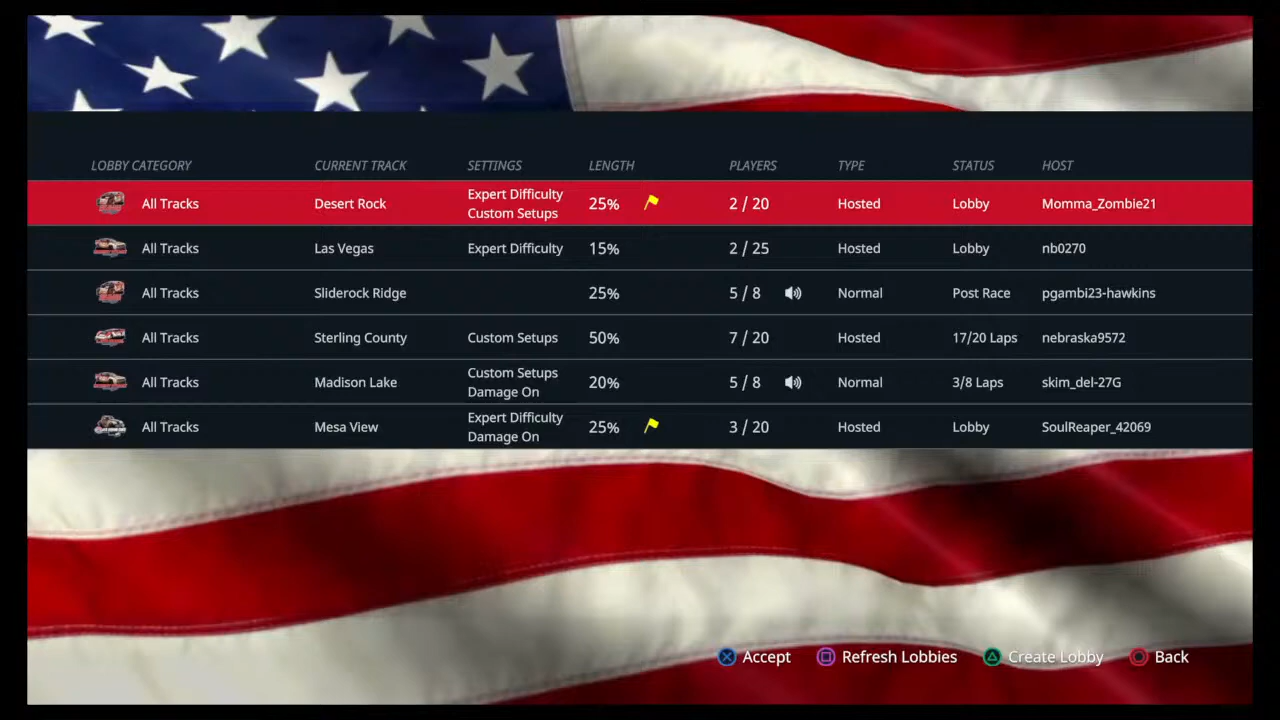 LOBBY CATEGORY CURRENT TRACK SETTINGS LENGTH PLAYERS TYPE STATUS HOST
All Tracks Desert Rock Expert Difficulty Custom Setups 25% 2 / 20 Hosted Lobby Momma_Zombie21
All Tracks Las Vegas Expert Difficulty 15% 2 / 25 Hosted Lobby nb0270
All Tracks Sliderock Ridge 25% 5 / 8 Normal Post Race pgambi23-hawkins
All Tracks Sterling County Custom Setups 50% 7 / 20 Hosted 17/20 Laps nebraska9572
All Tracks Madison Lake Custom Setups Damage On 20% 5 / 8 Normal 3/8 Laps skim_del-27G
All Tracks Mesa View Expert Difficulty Damage On 25% 3 / 20 Hosted Lobby SoulReaper_42069
Accept Refresh Lobbies Create Lobby Back